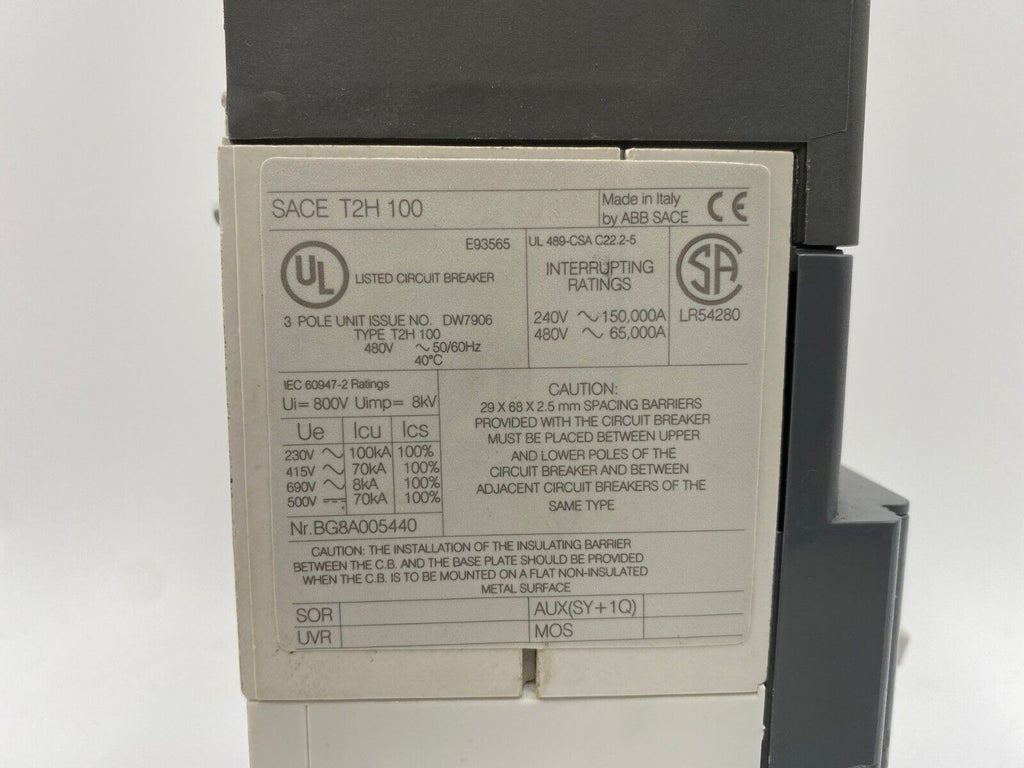 SACE T2H 100
Made in Italy
by ABB SACE
CE
E93565
UL
LISTED CIRCUIT BREAKER
3 POLE UNIT ISSUE NO. DW7906
TYPE T2H 100
480V ~ 50/60Hz
40°C
UL 489-CSA C22.2-5
INTERRUPTING
RATINGS
240V ~ 150,000A
480V ~ 65,000A
SA
LR54280
IEC 60947-2 Ratings
Ui= 800V Uimp= 8kV
Ue Icu Ics
230V ~ 100kA 100%
415V ~ 70kA 100%
690V ~ 8kA 100%
500V ⎓ 70kA 100%
Nr.BG8A005440
CAUTION:
29 X 68 X 2.5 mm SPACING BARRIERS
PROVIDED WITH THE CIRCUIT BREAKER
MUST BE PLACED BETWEEN UPPER
AND LOWER POLES OF THE
CIRCUIT BREAKER AND BETWEEN
ADJACENT CIRCUIT BREAKERS OF THE
SAME TYPE
CAUTION: THE INSTALLATION OF THE INSULATING BARRIER
BETWEEN THE C.B. AND THE BASE PLATE SHOULD BE PROVIDED
WHEN THE C.B. IS TO BE MOUNTED ON A FLAT NON-INSULATED
METAL SURFACE
SOR
UVR
AUX(SY+1Q)
MOS